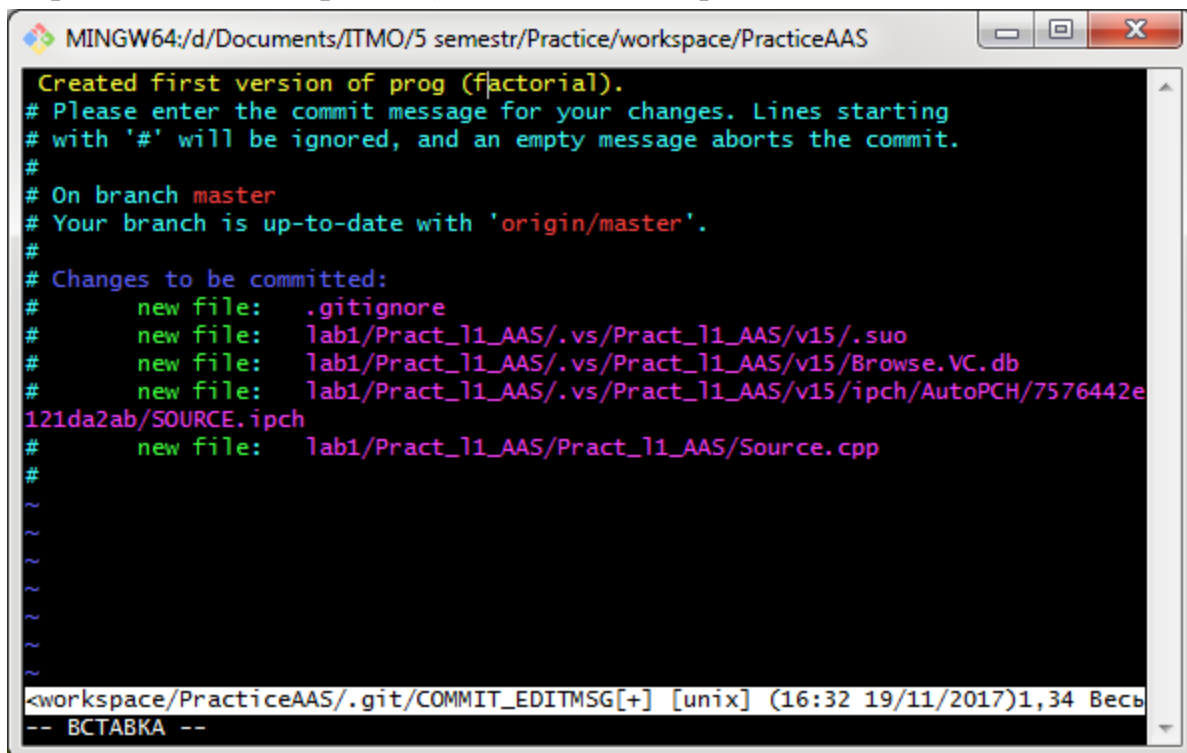 MINGW64:/d/Documents/ITMO/5 semestr/Practice/workspace/PracticeAAS
Created first version of prog (factorial).
# Please enter the commit message for your changes. Lines starting
# with '#' will be ignored, and an empty message aborts the commit.
#
# On branch master
# Your branch is up-to-date with 'origin/master'.
#
# Changes to be committed:
#       new file:   .gitignore
#       new file:   lab1/Pract_l1_AAS/.vs/Pract_l1_AAS/v15/.suo
#       new file:   lab1/Pract_l1_AAS/.vs/Pract_l1_AAS/v15/Browse.VC.db
#       new file:   lab1/Pract_l1_AAS/.vs/Pract_l1_AAS/v15/ipch/AutoPCH/7576442e
121da2ab/SOURCE.ipch
#       new file:   lab1/Pract_l1_AAS/Pract_l1_AAS/Source.cpp
#
~
~
~
~
~
~
~
<workspace/PracticeAAS/.git/COMMIT_EDITMSG[+] [unix] (16:32 19/11/2017)1,34 Весь
-- ВСТАВКА --